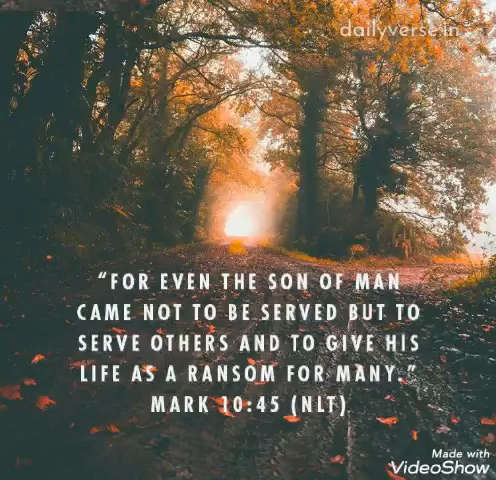 dailyverse.in
“FOR EVEN THE SON OF MAN
CAME NOT TO BE SERVED BUT TO
SERVE OTHERS AND TO GIVE HIS
LIFE AS A RANSOM FOR MANY.”
MARK 10:45 (NLT)
Made with
VideoShow